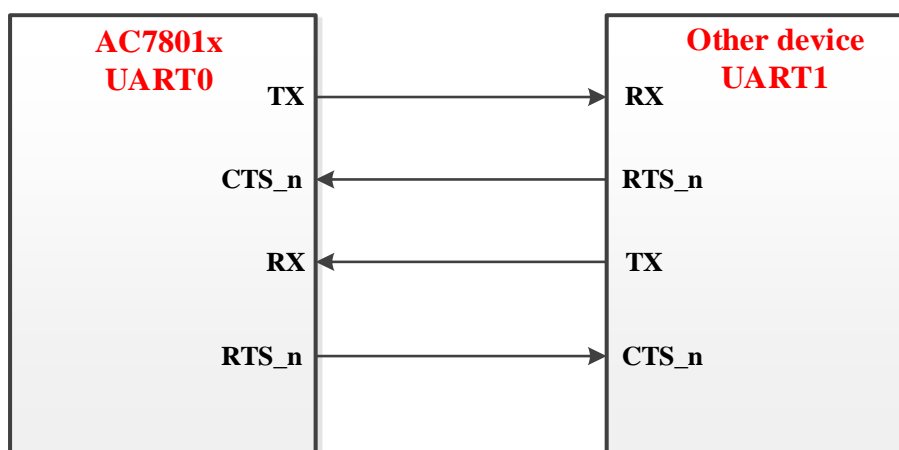 AC7801x
UART0
Other device
UART1
TX
RX
CTS_n
RTS_n
RX
TX
RTS_n
CTS_n